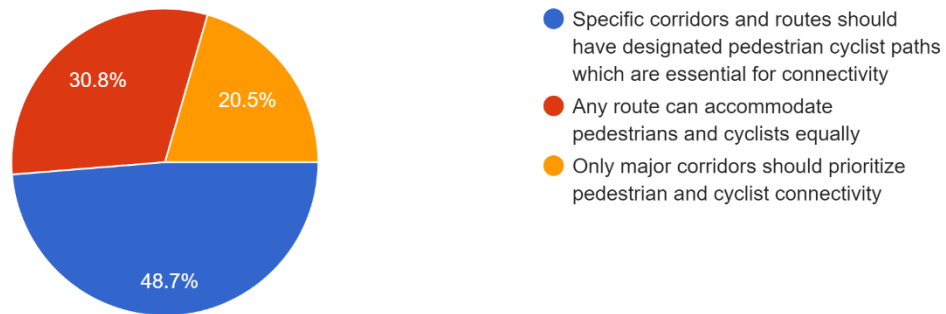 30.8%
20.5%
48.7%
Specific corridors and routes should
have designated pedestrian cyclist paths
which are essential for connectivity
Any route can accommodate
pedestrians and cyclists equally
Only major corridors should prioritize
pedestrian and cyclist connectivity